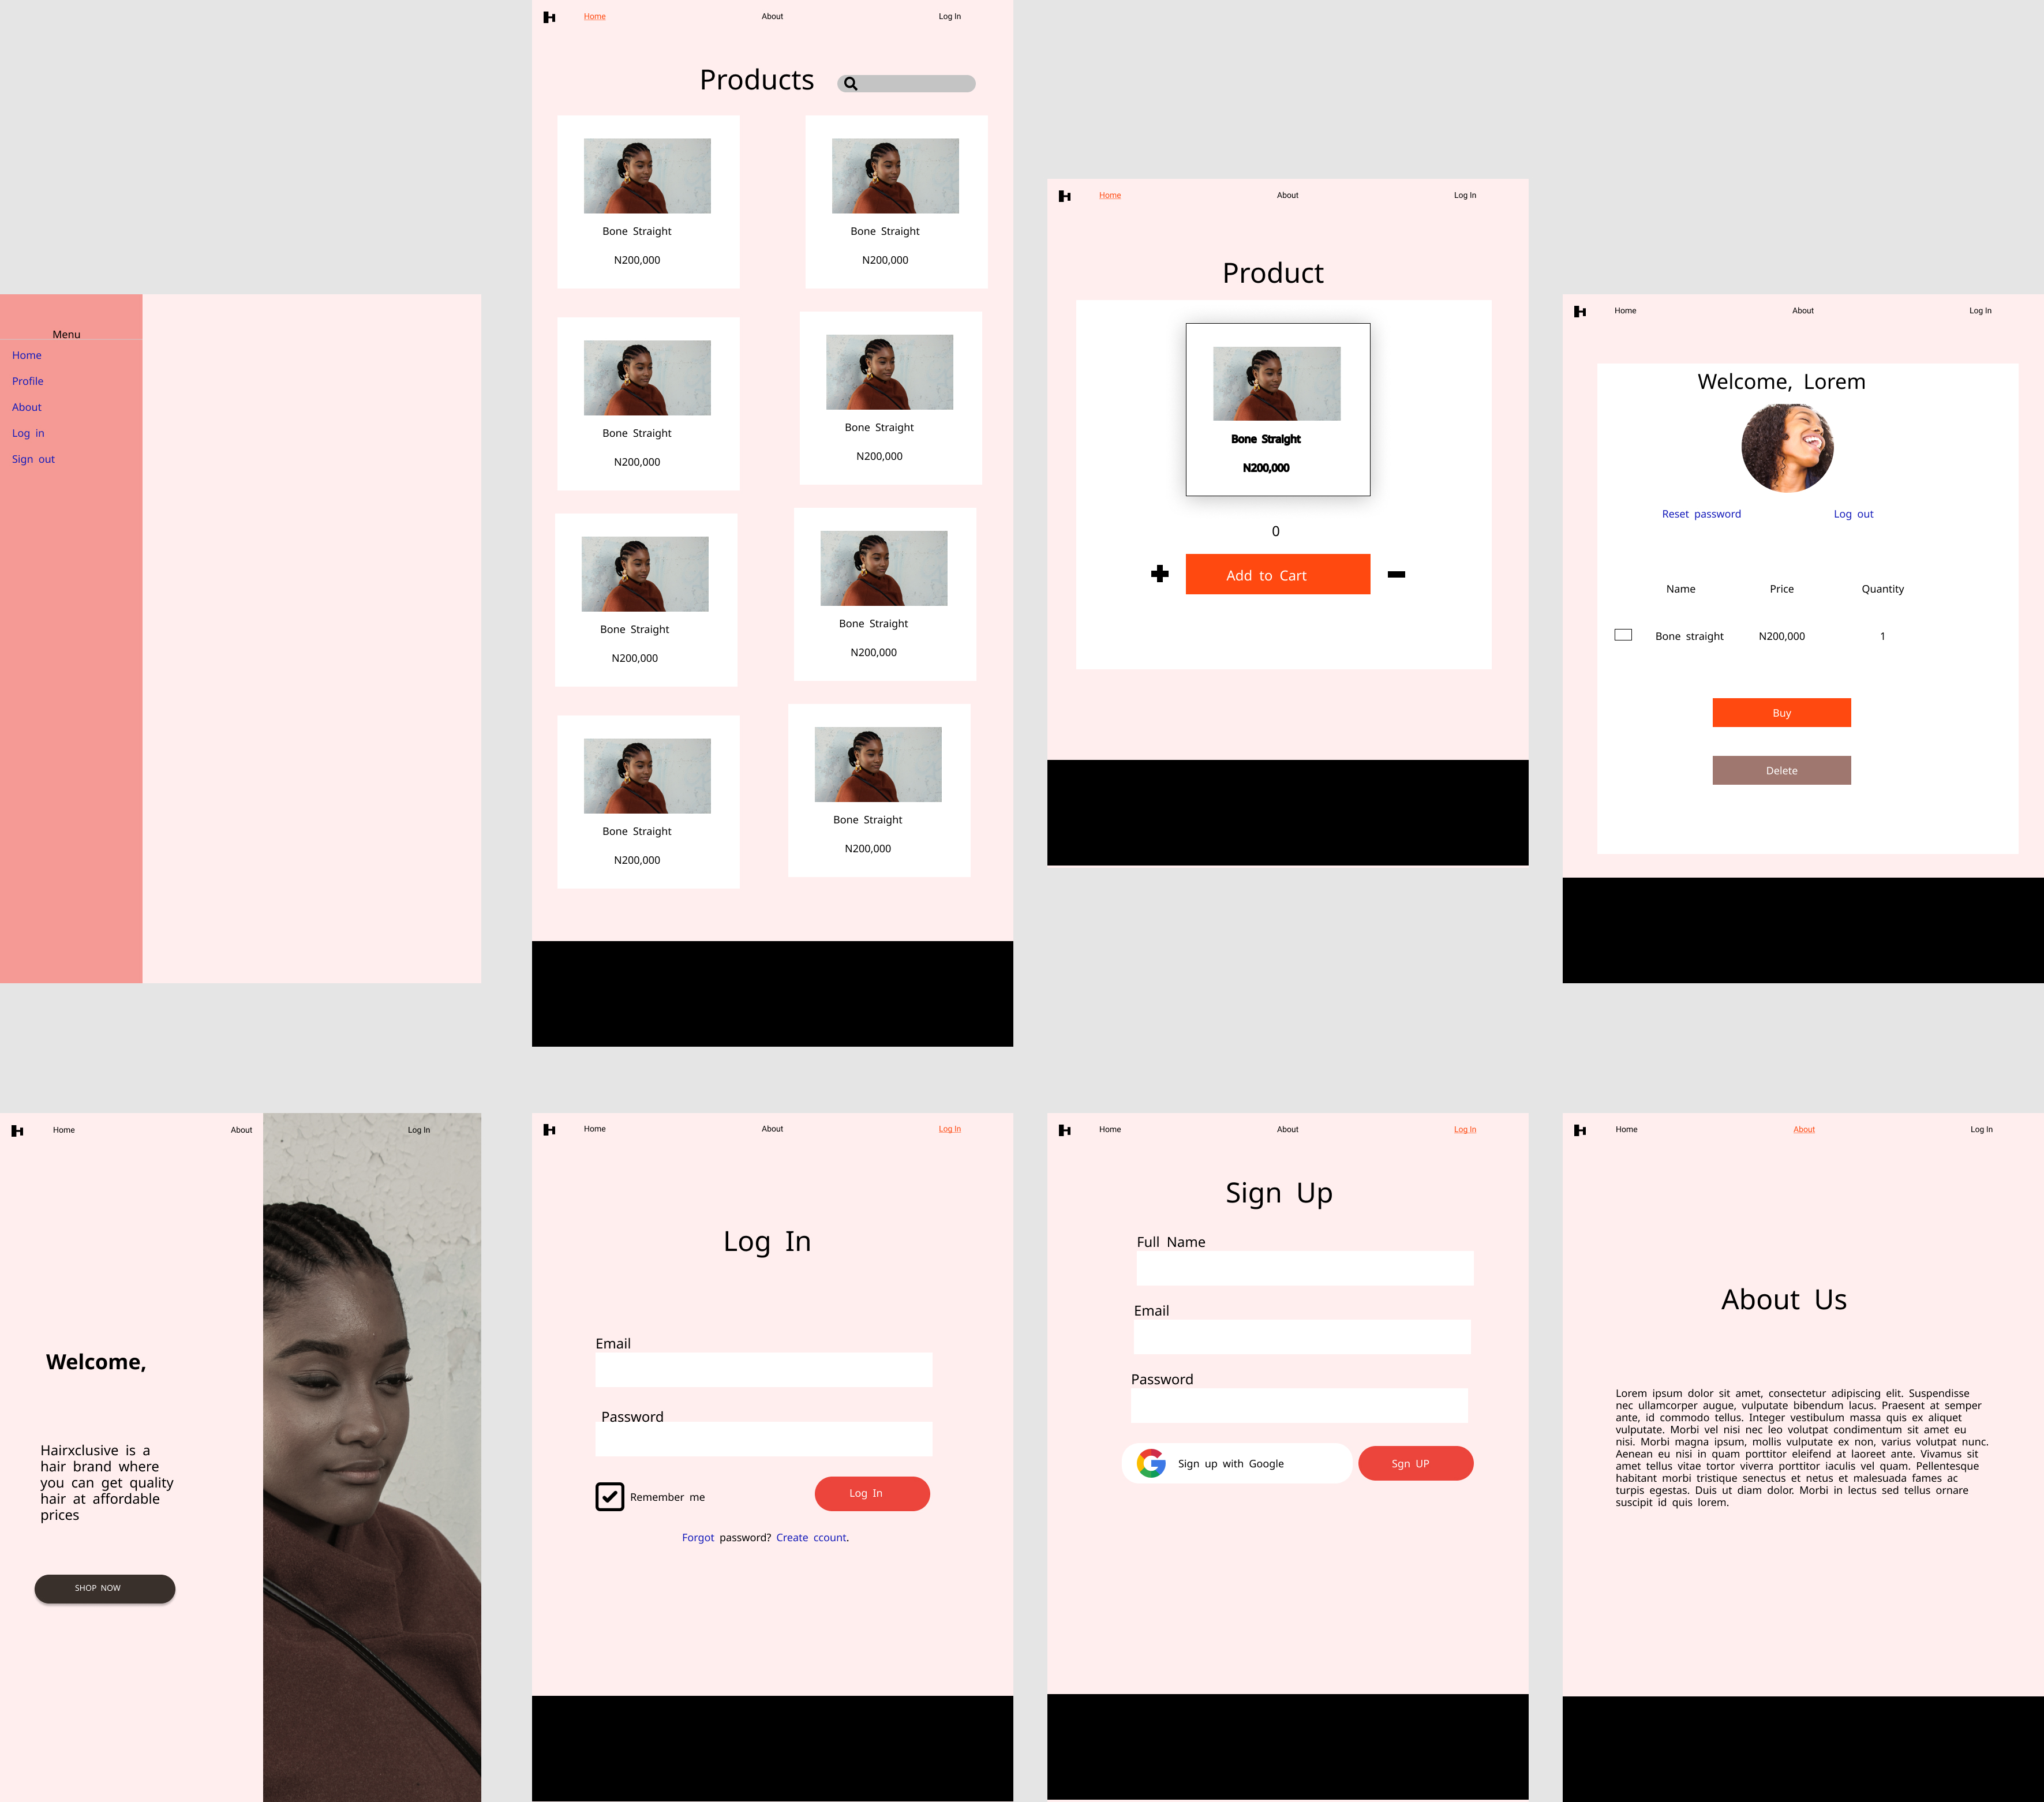 Menu
Home
Profile
About
Log in
Sign out
Home About Log In
Products
Bone Straight
N200,000
Bone Straight
N200,000
Bone Straight
N200,000
Bone Straight
N200,000
Bone Straight
N200,000
Bone Straight
N200,000
Bone Straight
N200,000
Bone Straight
N200,000
Home About Log In
Product
Bone Straight
N200,000
0
Add to Cart
Home About Log In
Welcome, Lorem
Reset password Log out
Name Price Quantity
Bone straight N200,000 1
Buy
Delete
Home About Log In
Welcome,
Hairxclusive is a
hair brand where
you can get quality
hair at affordable
prices
SHOP NOW
Home About Log In
Log In
Email
Password
Remember me
Log In
Forgot password? Create ccount.
Home About Log In
Sign Up
Full Name
Email
Password
Sign up with Google
Sgn UP
Home About Log In
About Us
Lorem ipsum dolor sit amet, consectetur adipiscing elit. Suspendisse
nec ullamcorper augue, vulputate bibendum lacus. Praesent at semper
ante, id commodo tellus. Integer vestibulum massa quis ex aliquet
vulputate. Morbi vel nisi nec leo volutpat condimentum sit amet eu
nisi. Morbi magna ipsum, mollis vulputate ex non, varius volutpat nunc.
Aenean eu nisi in quam porttitor eleifend at laoreet ante. Vivamus sit
amet tellus vitae tortor viverra porttitor iaculis vel quam. Pellentesque
habitant morbi tristique senectus et netus et malesuada fames ac
turpis egestas. Duis ut diam dolor. Morbi in lectus sed tellus ornare
suscipit id quis lorem.